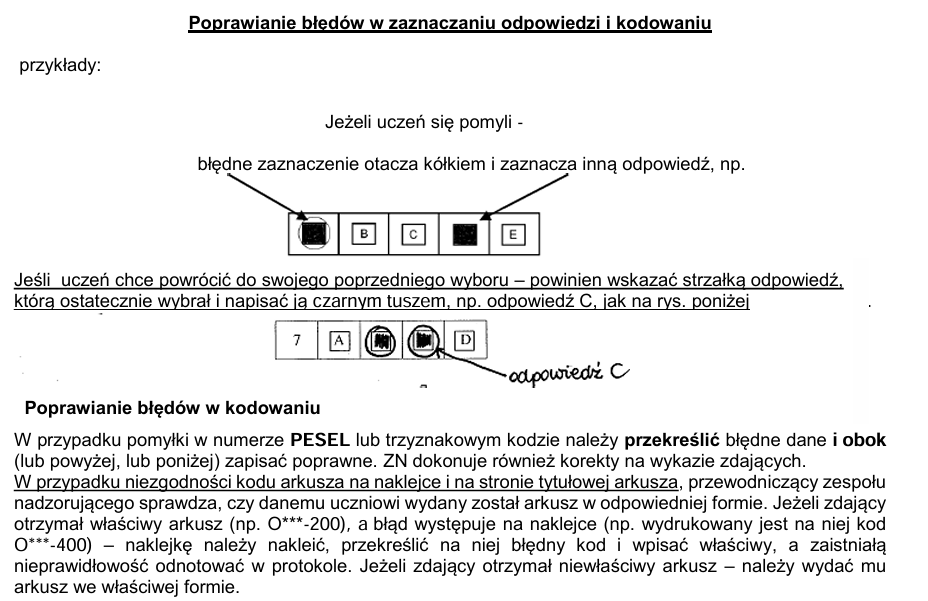 Poprawianie błędów w zaznaczaniu odpowiedzi i kodowaniu
przykłady:
Jeżeli uczeń się pomyli -
błędne zaznaczenie otacza kółkiem i zaznacza inną odpowiedź, np.
B C E
Jeśli uczeń chce powrócić do swojego poprzedniego wyboru – powinien wskazać strzałką odpowiedź,
którą ostatecznie wybrał i napisać ją czarnym tuszem, np. odpowiedź C, jak na rys. poniżej .
7 A D
odpowiedź C
Poprawianie błędów w kodowaniu
W przypadku pomyłki w numerze PESEL lub trzyznakowym kodzie należy przekreślić błędne dane i obok
(lub powyżej, lub poniżej) zapisać poprawne. ZN dokonuje również korekty na wykazie zdających.
W przypadku niezgodności kodu arkusza na naklejce i na stronie tytułowej arkusza, przewodniczący zespołu
nadzorującego sprawdza, czy danemu uczniowi wydany został arkusz w odpowiedniej formie. Jeżeli zdający
otrzymał właściwy arkusz (np. O***-200), a błąd występuje na naklejce (np. wydrukowany jest na niej kod
O***-400) – naklejkę należy nakleić, przekreślić na niej błędny kod i wpisać właściwy, a zaistniałą
nieprawidłowość odnotować w protokole. Jeżeli zdający otrzymał niewłaściwy arkusz – należy wydać mu
arkusz we właściwej formie.